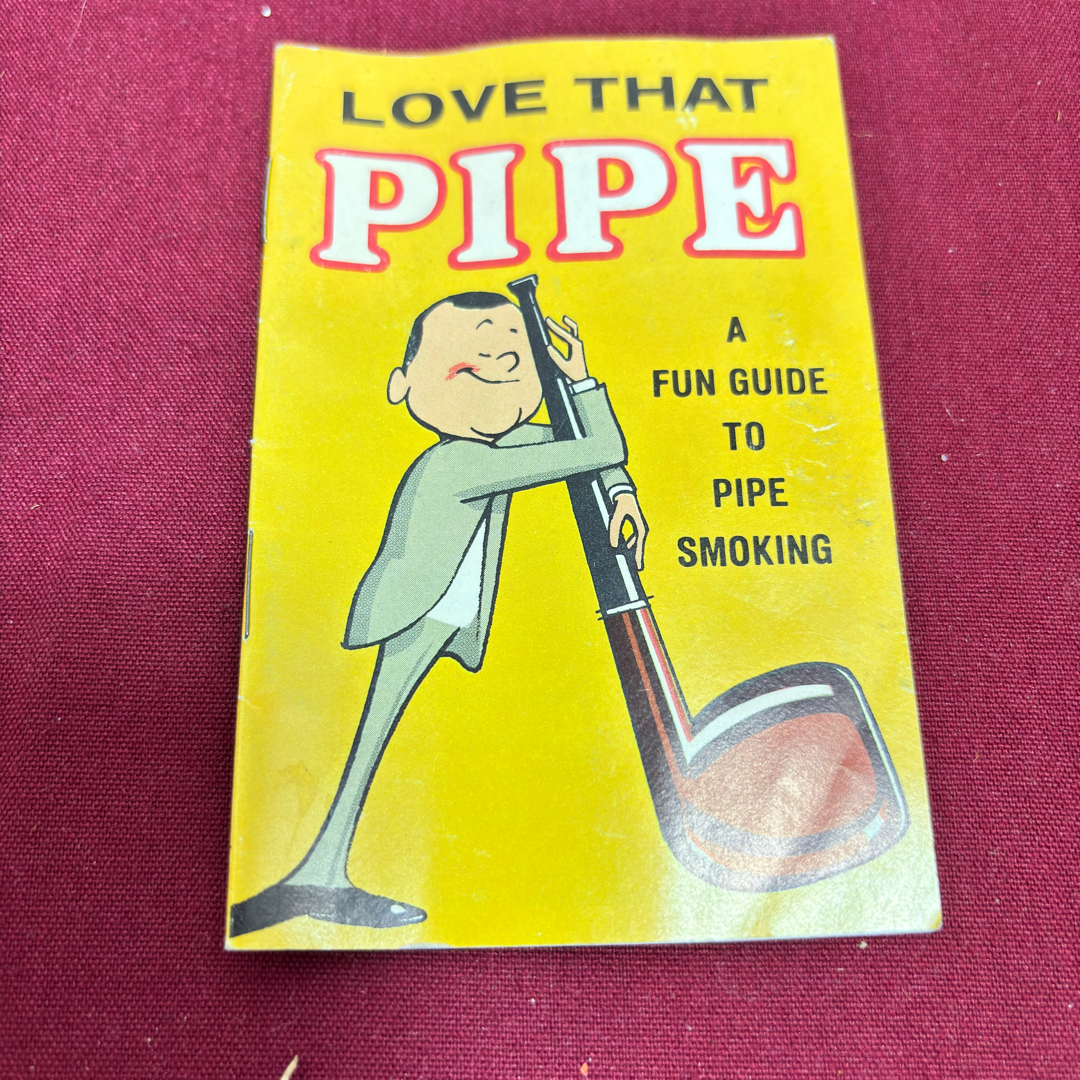 LOVE THAT
PIPE
A
FUN GUIDE
TO
PIPE
SMOKING